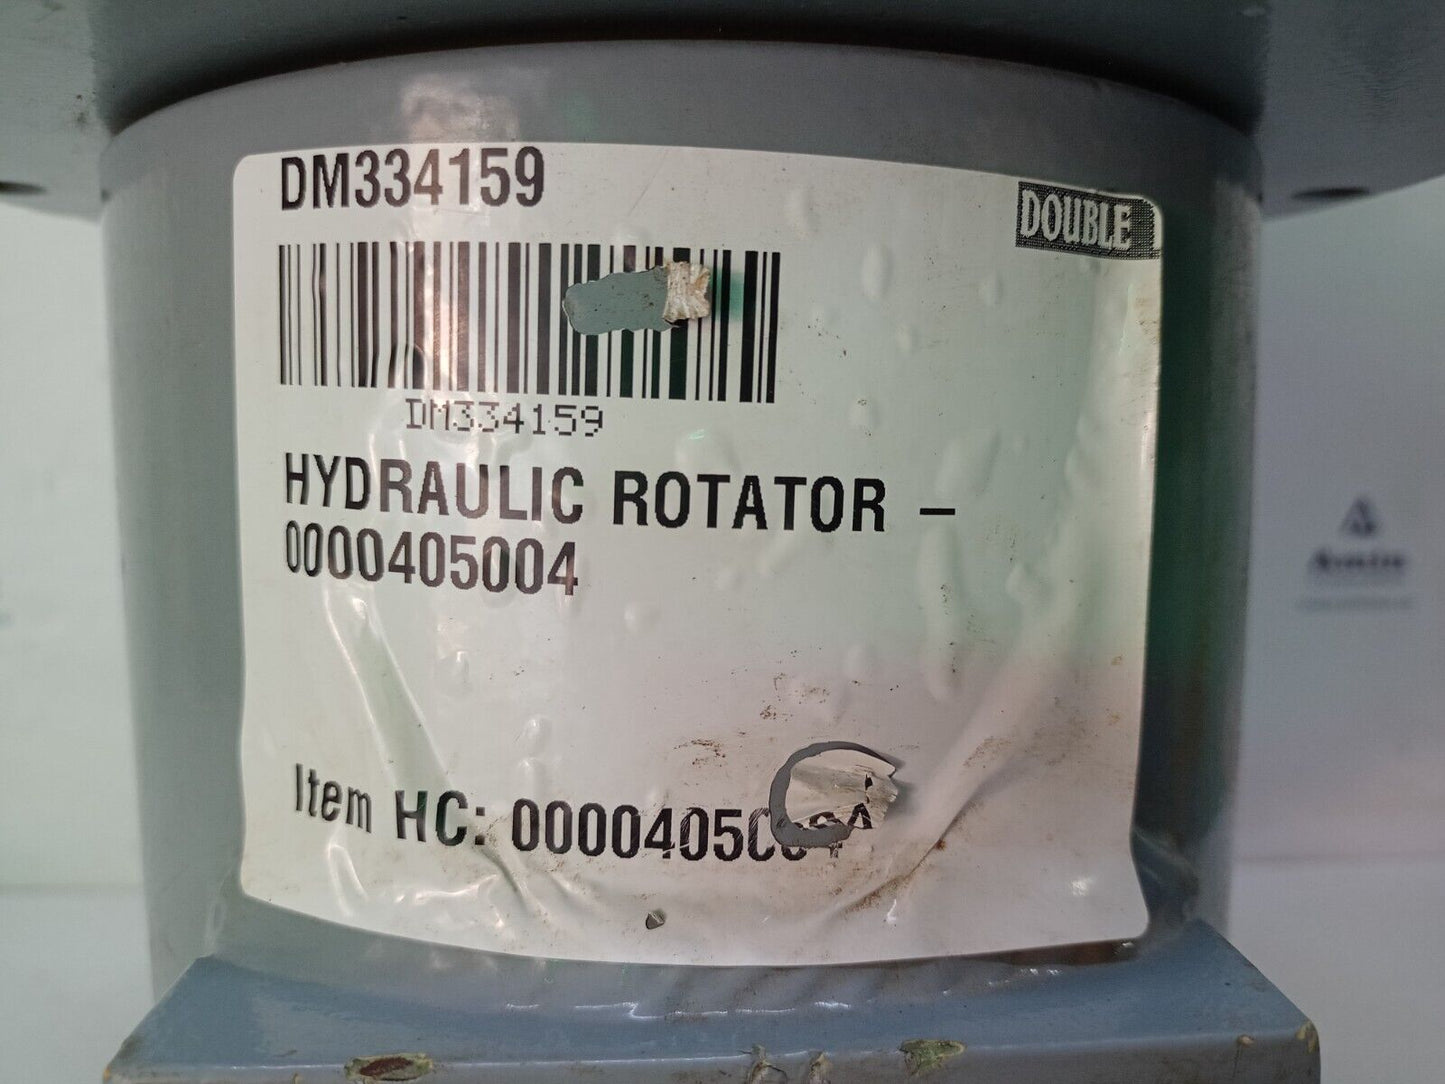 DM334159
DOUBLE
DM334159
HYDRAULIC ROTATOR –
0000405004
Item HC: